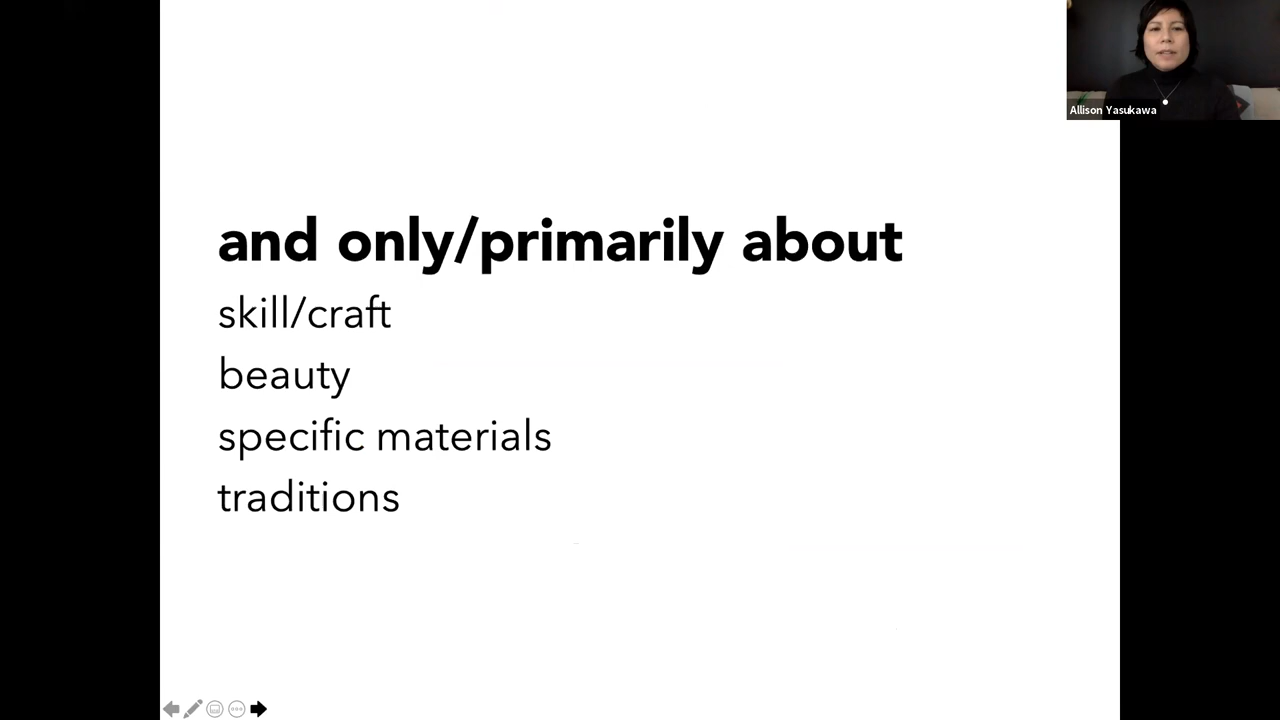 Allison Yasukawa
and only/primarily about
skill/craft
beauty
specific materials
traditions